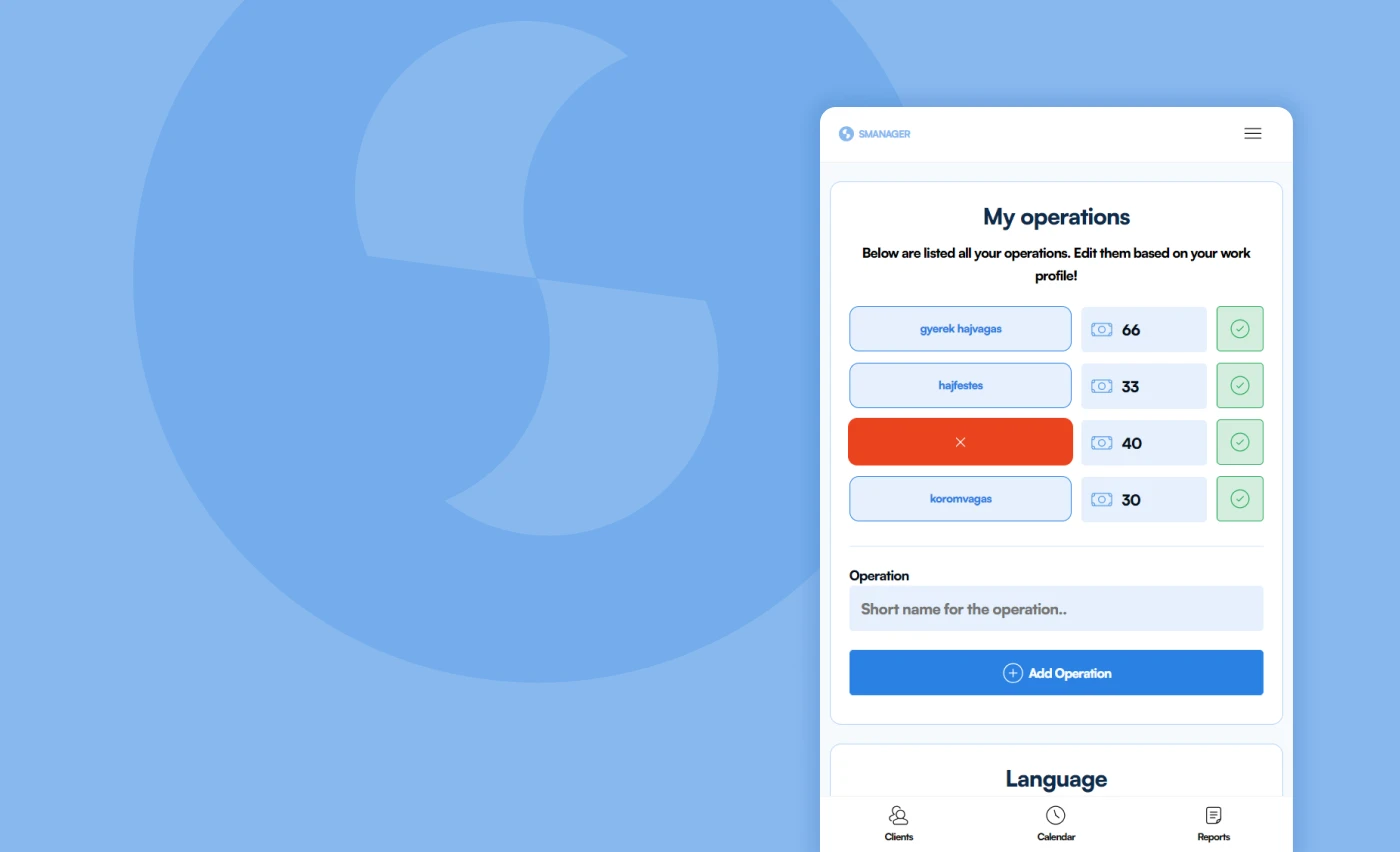 SMANAGER
My operations
Below are listed all your operations. Edit them based on your work
profile!
gyerek hajvagas
66
hajfestes
33
40
koromvagas
30
Operation
Short name for the operation..
Add Operation
Language
Clients
Calendar
Reports